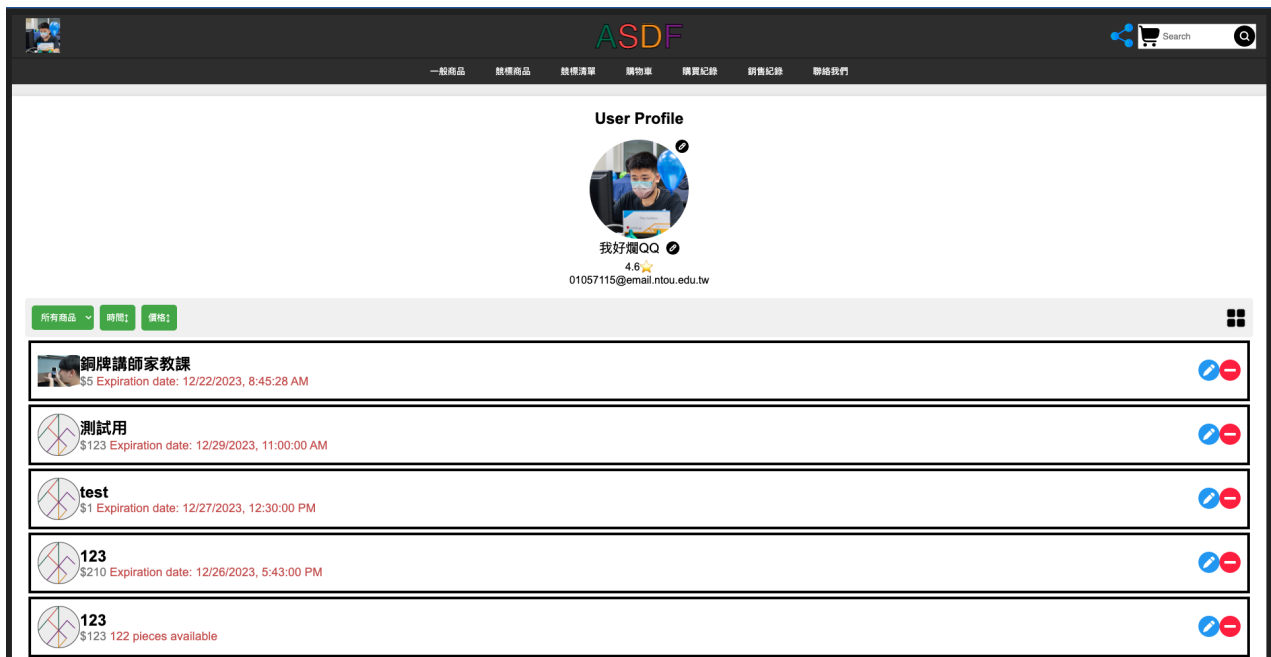 ASDF
Search
一般商品 競標商品 競標清單 購物車 購買紀錄 銷售紀錄 聯絡我們
User Profile
我好爛QQ
4.6⭐
01057115@email.ntou.edu.tw
所有商品 時間↕ 價格↕
銅牌講師家教課
$5 Expiration date: 12/22/2023, 8:45:28 AM
測試用
$123 Expiration date: 12/29/2023, 11:00:00 AM
test
$1 Expiration date: 12/27/2023, 12:30:00 PM
123
$210 Expiration date: 12/26/2023, 5:43:00 PM
123
$123 122 pieces available